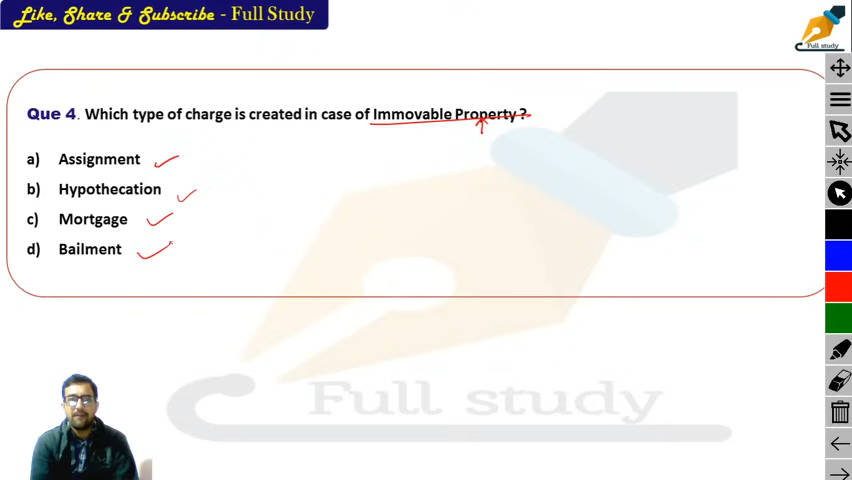 Like, Share & Subscribe - Full Study
Full study
Que 4. Which type of charge is created in case of Immovable Property ?
a) Assignment
b) Hypothecation
c) Mortgage
d) Bailment
Full study